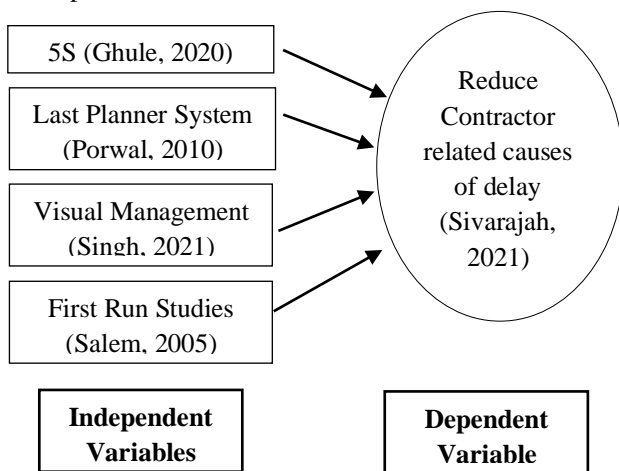 5S (Ghule, 2020)
Last Planner System
(Porwal, 2010)
Visual Management
(Singh, 2021)
First Run Studies
(Salem, 2005)
Reduce
Contractor
related causes
of delay
(Sivarajah,
2021)
Independent
Variables
Dependent
Variable